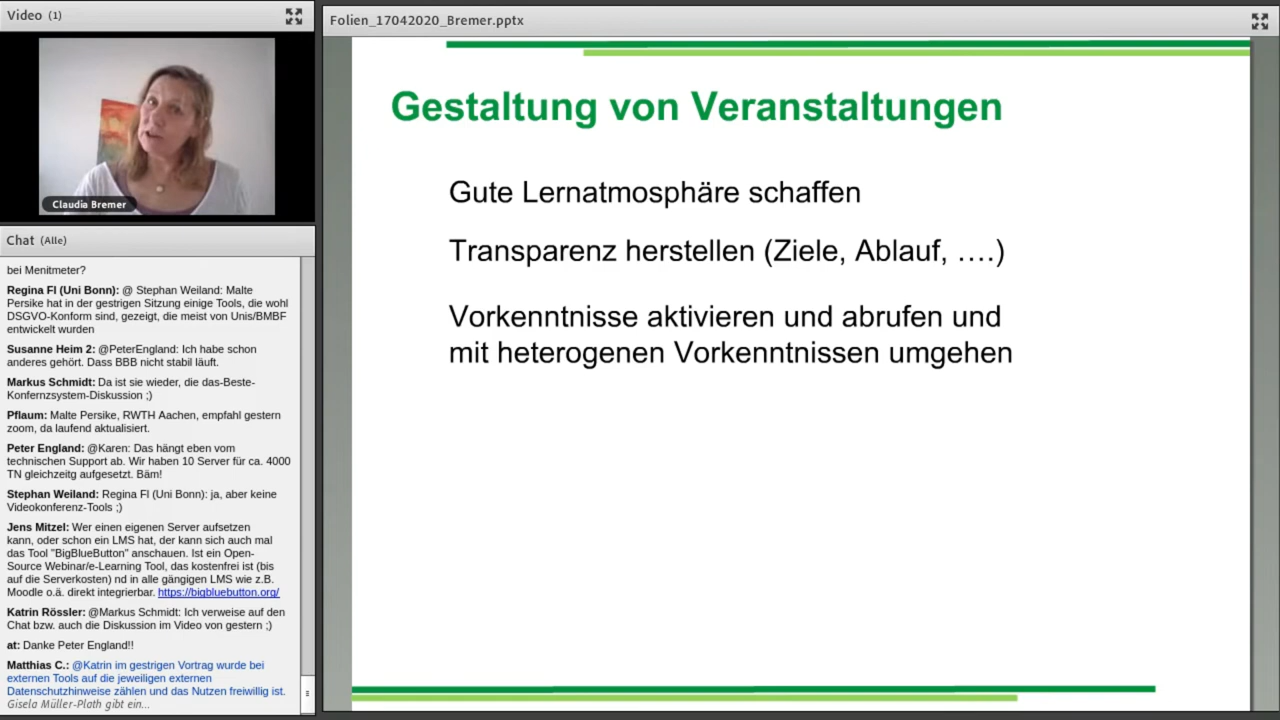 Video (1)
Claudia Bremer
Chat (Alle)
bei Menitmeter?
Regina Fl (Uni Bonn): @ Stephan Weiland: Malte
Persike hat in der gestrigen Sitzung einige Tools, die wohl
DSGVO-Konform sind, gezeigt, die meist von Unis/BMBF
entwickelt wurden
Susanne Heim 2: @PeterEngland: Ich habe schon
anderes gehört. Dass BBB nicht stabil läuft.
Markus Schmidt: Da ist sie wieder, die das-Beste-
Konfernzsystem-Diskussion ;)
Pflaum: Malte Persike, RWTH Aachen, empfahl gestern
zoom, da laufend aktualisiert.
Peter England: @Karen: Das hängt eben vom
technischen Support ab. Wir haben 10 Server für ca. 4000
TN gleichzeitg aufgesetzt. Bäm!
Stephan Weiland: Regina Fl (Uni Bonn): ja, aber keine
Videokonferenz-Tools ;)
Jens Mitzel: Wer einen eigenen Server aufsetzen
kann, oder schon ein LMS hat, der kann sich auch mal
das Tool "BigBlueButton" anschauen. Ist ein Open-
Source Webinar/e-Learning Tool, das kostenfrei ist (bis
auf die Serverkosten) nd in alle gängigen LMS wie z.B.
Moodle o.ä. direkt integrierbar. https://bigbluebutton.org/
Katrin Rössler: @Markus Schmidt: Ich verweise auf den
Chat bzw. auch die Diskussion im Video von gestern ;)
at: Danke Peter England!!
Matthias C.: @Katrin im gestrigen Vortrag wurde bei
externen Tools auf die jeweiligen externen
Datenschutzhinweise zählen und das Nutzen freiwillig ist.
Gisela Müller-Plath gibt ein...
Folien_17042020_Bremer.pptx
Gestaltung von Veranstaltungen
Gute Lernatmosphäre schaffen
Transparenz herstellen (Ziele, Ablauf, ….)
Vorkenntnisse aktivieren und abrufen und
mit heterogenen Vorkenntnissen umgehen